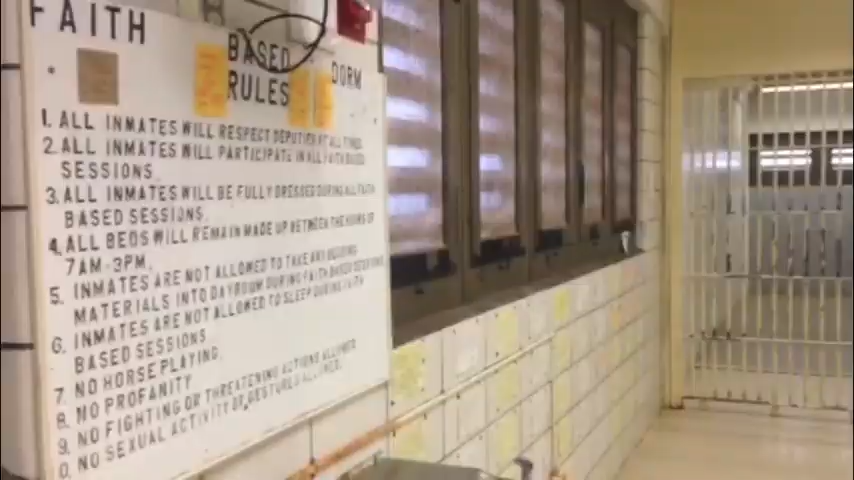 FAITH
BASED DORM
RULES
1. ALL INMATES WILL RESPECT DEPUTIES AT ALL TIMES.
2. ALL INMATES WILL PARTICIPATE IN ALL FAITH BASED
SESSIONS.
3. ALL INMATES WILL BE FULLY DRESSED DURING ALL FAITH
BASED SESSIONS.
4. ALL BEDS WILL REMAIN MADE UP BETWEEN THE HOURS OF
7AM-3PM.
5. INMATES ARE NOT ALLOWED TO TAKE ANY BEDDING
MATERIALS INTO DAYROOM DURING FAITH BASED SESSIONS
6. INMATES ARE NOT ALLOWED TO SLEEP DURING FAITH
BASED SESSIONS
7. NO HORSE PLAYING.
8. NO PROFANITY
9. NO FIGHTING OR THREATENING ACTIONS ALLOWED
0. NO SEXUAL ACTIVITY OR GESTURES ALLOWED.